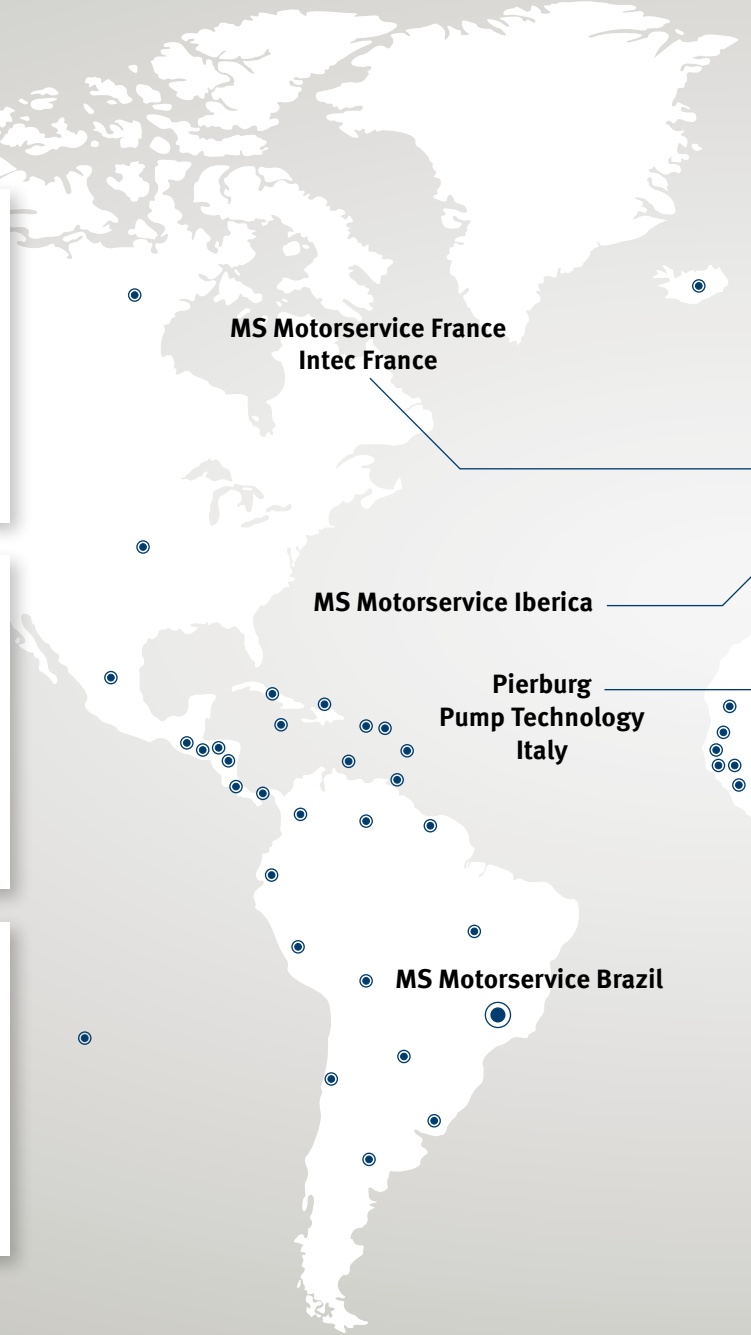 MS Motorservice France
Intec France
MS Motorservice Iberica
Pierburg
Pump Technology
Italy
MS Motorservice Brazil